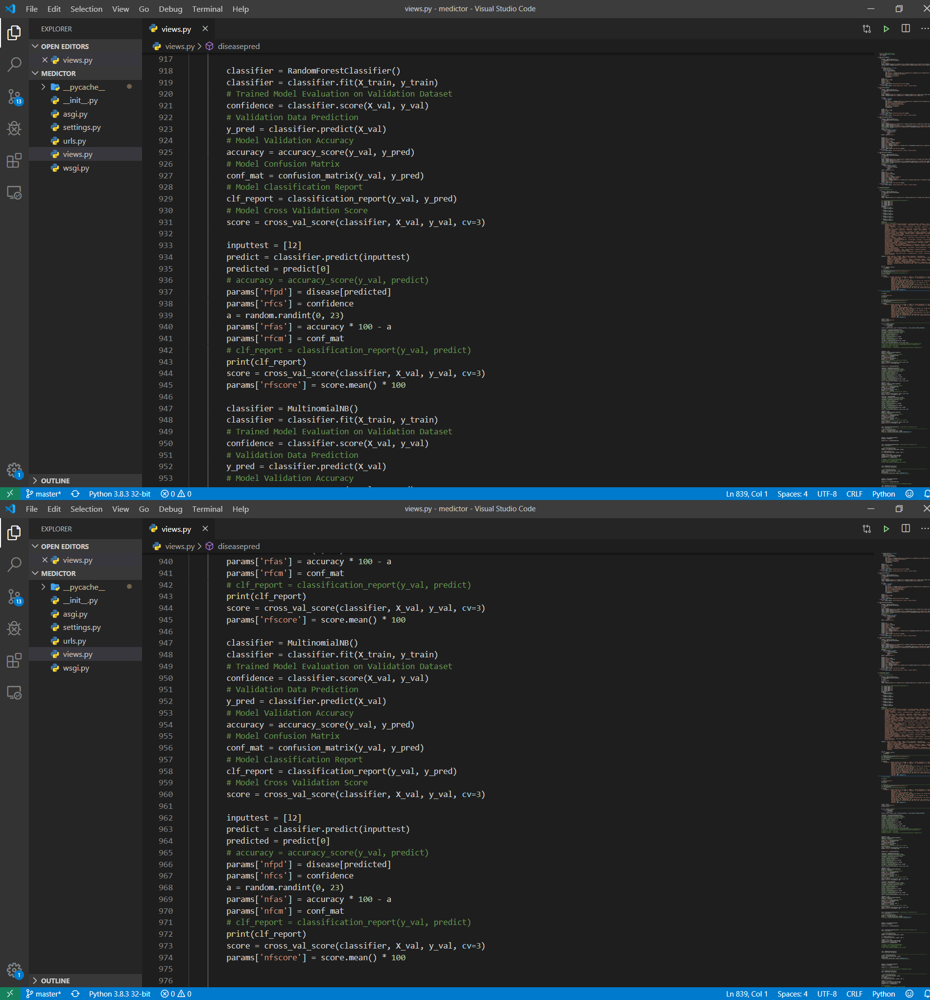 File Edit Selection View Go Debug Terminal Help views.py - medictor - Visual Studio Code
EXPLORER
OPEN EDITORS
views.py
MEDICTOR
__pycache__
__init__.py
asgi.py
settings.py
urls.py
views.py
wsgi.py
OUTLINE
13
1
views.py
views.py > diseasepred
917
918 classifier = RandomForestClassifier()
919 classifier = classifier.fit(X_train, y_train)
920 # Trained Model Evaluation on Validation Dataset
921 confidence = classifier.score(X_val, y_val)
922 # Validation Data Prediction
923 y_pred = classifier.predict(X_val)
924 # Model Validation Accuracy
925 accuracy = accuracy_score(y_val, y_pred)
926 # Model Confusion Matrix
927 conf_mat = confusion_matrix(y_val, y_pred)
928 # Model Classification Report
929 clf_report = classification_report(y_val, y_pred)
930 # Model Cross Validation Score
931 score = cross_val_score(classifier, X_val, y_val, cv=3)
932
933 inputtest = [l2]
934 predict = classifier.predict(inputtest)
935 predicted = predict[0]
936 # accuracy = accuracy_score(y_val, predict)
937 params['rfpd'] = disease[predicted]
938 params['rfcs'] = confidence
939 a = random.randint(0, 23)
940 params['rfas'] = accuracy * 100 - a
941 params['rfcm'] = conf_mat
942 # clf_report = classification_report(y_val, predict)
943 print(clf_report)
944 score = cross_val_score(classifier, X_val, y_val, cv=3)
945 params['rfscore'] = score.mean() * 100
946
947 classifier = MultinomialNB()
948 classifier = classifier.fit(X_train, y_train)
949 # Trained Model Evaluation on Validation Dataset
950 confidence = classifier.score(X_val, y_val)
951 # Validation Data Prediction
952 y_pred = classifier.predict(X_val)
953 # Model Validation Accuracy
master* Python 3.8.3 32-bit 0 0 Ln 839, Col 1 Spaces: 4 UTF-8 CRLF Python
File Edit Selection View Go Debug Terminal Help views.py - medictor - Visual Studio Code
EXPLORER
OPEN EDITORS
views.py
MEDICTOR
__pycache__
__init__.py
asgi.py
settings.py
urls.py
views.py
wsgi.py
OUTLINE
13
1
views.py
views.py > diseasepred
940 params['rfas'] = accuracy * 100 - a
941 params['rfcm'] = conf_mat
942 # clf_report = classification_report(y_val, predict)
943 print(clf_report)
944 score = cross_val_score(classifier, X_val, y_val, cv=3)
945 params['rfscore'] = score.mean() * 100
946
947 classifier = MultinomialNB()
948 classifier = classifier.fit(X_train, y_train)
949 # Trained Model Evaluation on Validation Dataset
950 confidence = classifier.score(X_val, y_val)
951 # Validation Data Prediction
952 y_pred = classifier.predict(X_val)
953 # Model Validation Accuracy
954 accuracy = accuracy_score(y_val, y_pred)
955 # Model Confusion Matrix
956 conf_mat = confusion_matrix(y_val, y_pred)
957 # Model Classification Report
958 clf_report = classification_report(y_val, y_pred)
959 # Model Cross Validation Score
960 score = cross_val_score(classifier, X_val, y_val, cv=3)
961
962 inputtest = [l2]
963 predict = classifier.predict(inputtest)
964 predicted = predict[0]
965 # accuracy = accuracy_score(y_val, predict)
966 params['nfpd'] = disease[predicted]
967 params['nfcs'] = confidence
968 a = random.randint(0, 23)
969 params['nfas'] = accuracy * 100 - a
970 params['nfcm'] = conf_mat
971 # clf_report = classification_report(y_val, predict)
972 print(clf_report)
973 score = cross_val_score(classifier, X_val, y_val, cv=3)
974 params['nfscore'] = score.mean() * 100
975
976
master* Python 3.8.3 32-bit 0 0 Ln 839, Col 1 Spaces: 4 UTF-8 CRLF Python